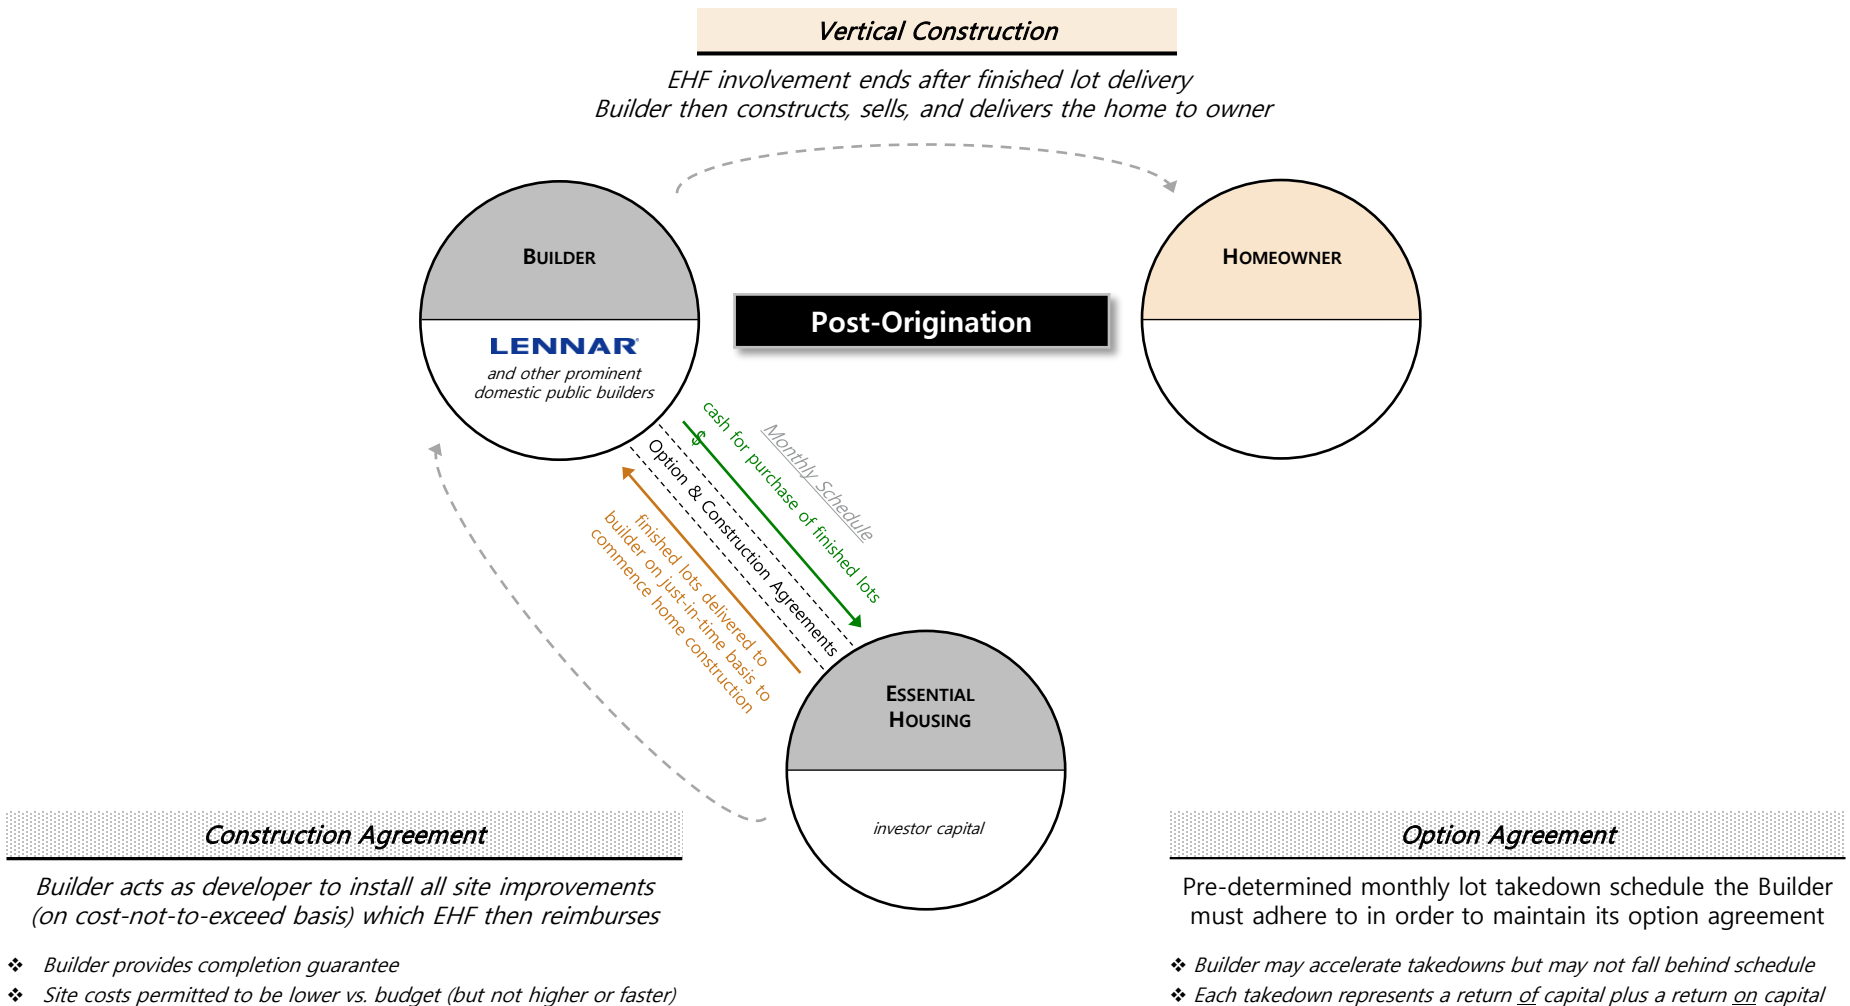 Vertical Construction
EHF involvement ends after finished lot delivery
Builder then constructs, sells, and delivers the home to owner
BUILDER
LENNAR®
and other prominent
domestic public builders
Post-Origination
HOMEOWNER
Monthly Schedule
cash for purchase of finished lots
$
Option & Construction Agreements
finished lots delivered to
builder on just-in-time basis to
commence home construction
ESSENTIAL
HOUSING
investor capital
Construction Agreement
Builder acts as developer to install all site improvements
(on cost-not-to-exceed basis) which EHF then reimburses
❖ Builder provides completion guarantee
❖ Site costs permitted to be lower vs. budget (but not higher or faster)
Option Agreement
Pre-determined monthly lot takedown schedule the Builder
must adhere to in order to maintain its option agreement
❖ Builder may accelerate takedowns but may not fall behind schedule
❖ Each takedown represents a return of capital plus a return on capital